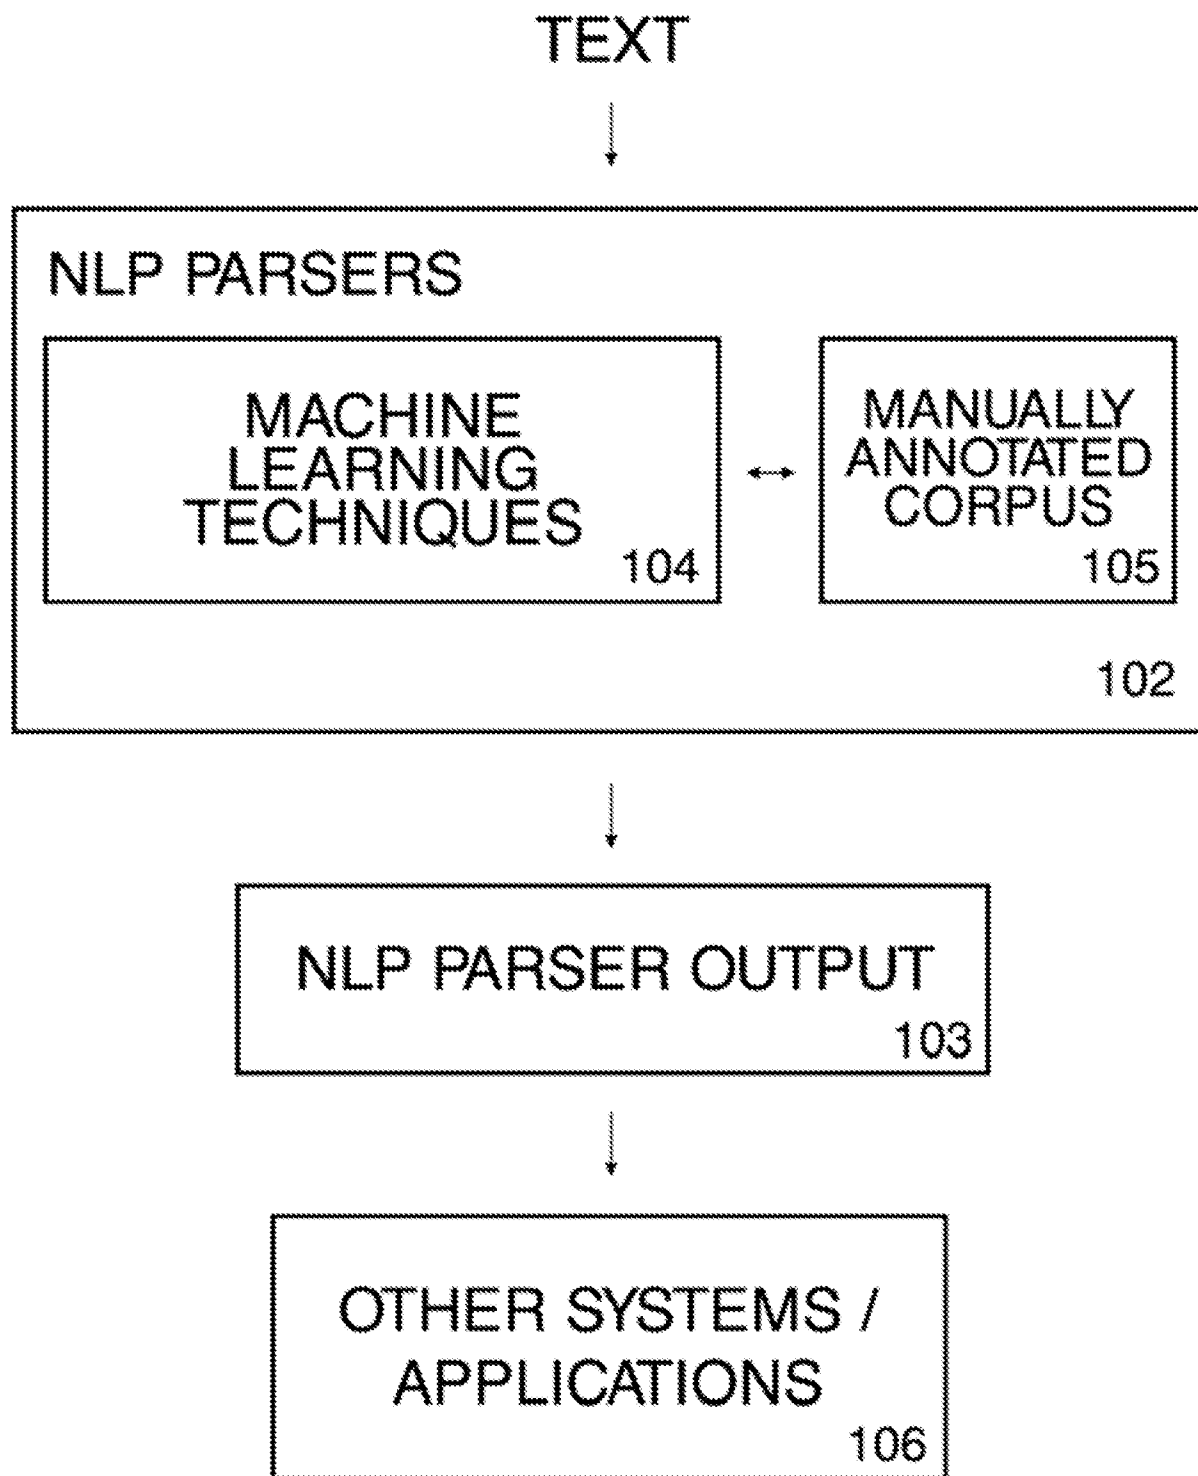 TEXT
NLP PARSERS
MACHINE
LEARNING
TECHNIQUES
104
MANUALLY
ANNOTATED
CORPUS
105
102
NLP PARSER OUTPUT
103
OTHER SYSTEMS /
APPLICATIONS
106